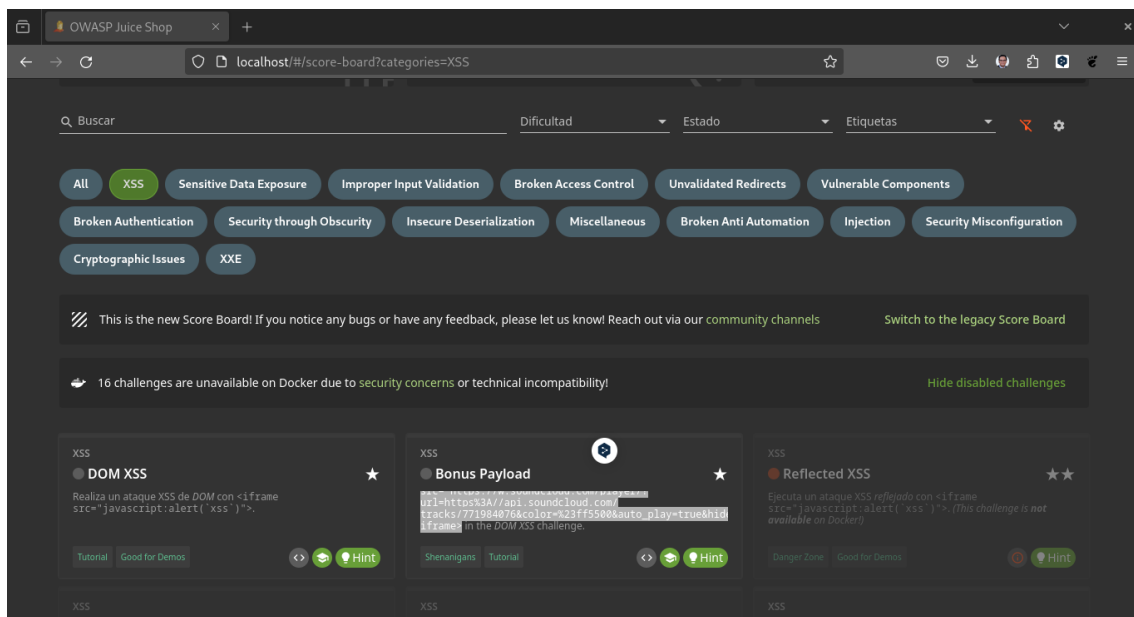 OWASP Juice Shop
localhost/#/score-board?categories=XSS
Buscar
Dificultad
Estado
Etiquetas
All
XSS
Sensitive Data Exposure
Improper Input Validation
Broken Access Control
Unvalidated Redirects
Vulnerable Components
Broken Authentication
Security through Obscurity
Insecure Deserialization
Miscellaneous
Broken Anti Automation
Injection
Security Misconfiguration
Cryptographic Issues
XXE
This is the new Score Board! If you notice any bugs or have any feedback, please let us know! Reach out via our community channels
Switch to the legacy Score Board
16 challenges are unavailable on Docker due to security concerns or technical incompatibility!
Hide disabled challenges
XSS
DOM XSS
Realiza un ataque XSS de DOM con <iframe
src="javascript:alert(`xss`)">.
Tutorial
Good for Demos
Hint
XSS
Bonus Payload
url=https%3A//api.soundcloud.com/
tracks/771984076&color=%23ff5500&auto_play=true&hide
iframe> in the DOM XSS challenge.
Shenanigans
Tutorial
Hint
XSS
Reflected XSS
Ejecuta un ataque XSS reflejado con <iframe
src="javascript:alert(`xss`)">. (This challenge is not
available on Docker!)
Danger Zone
Good for Demos
Hint
XSS
XSS
XSS